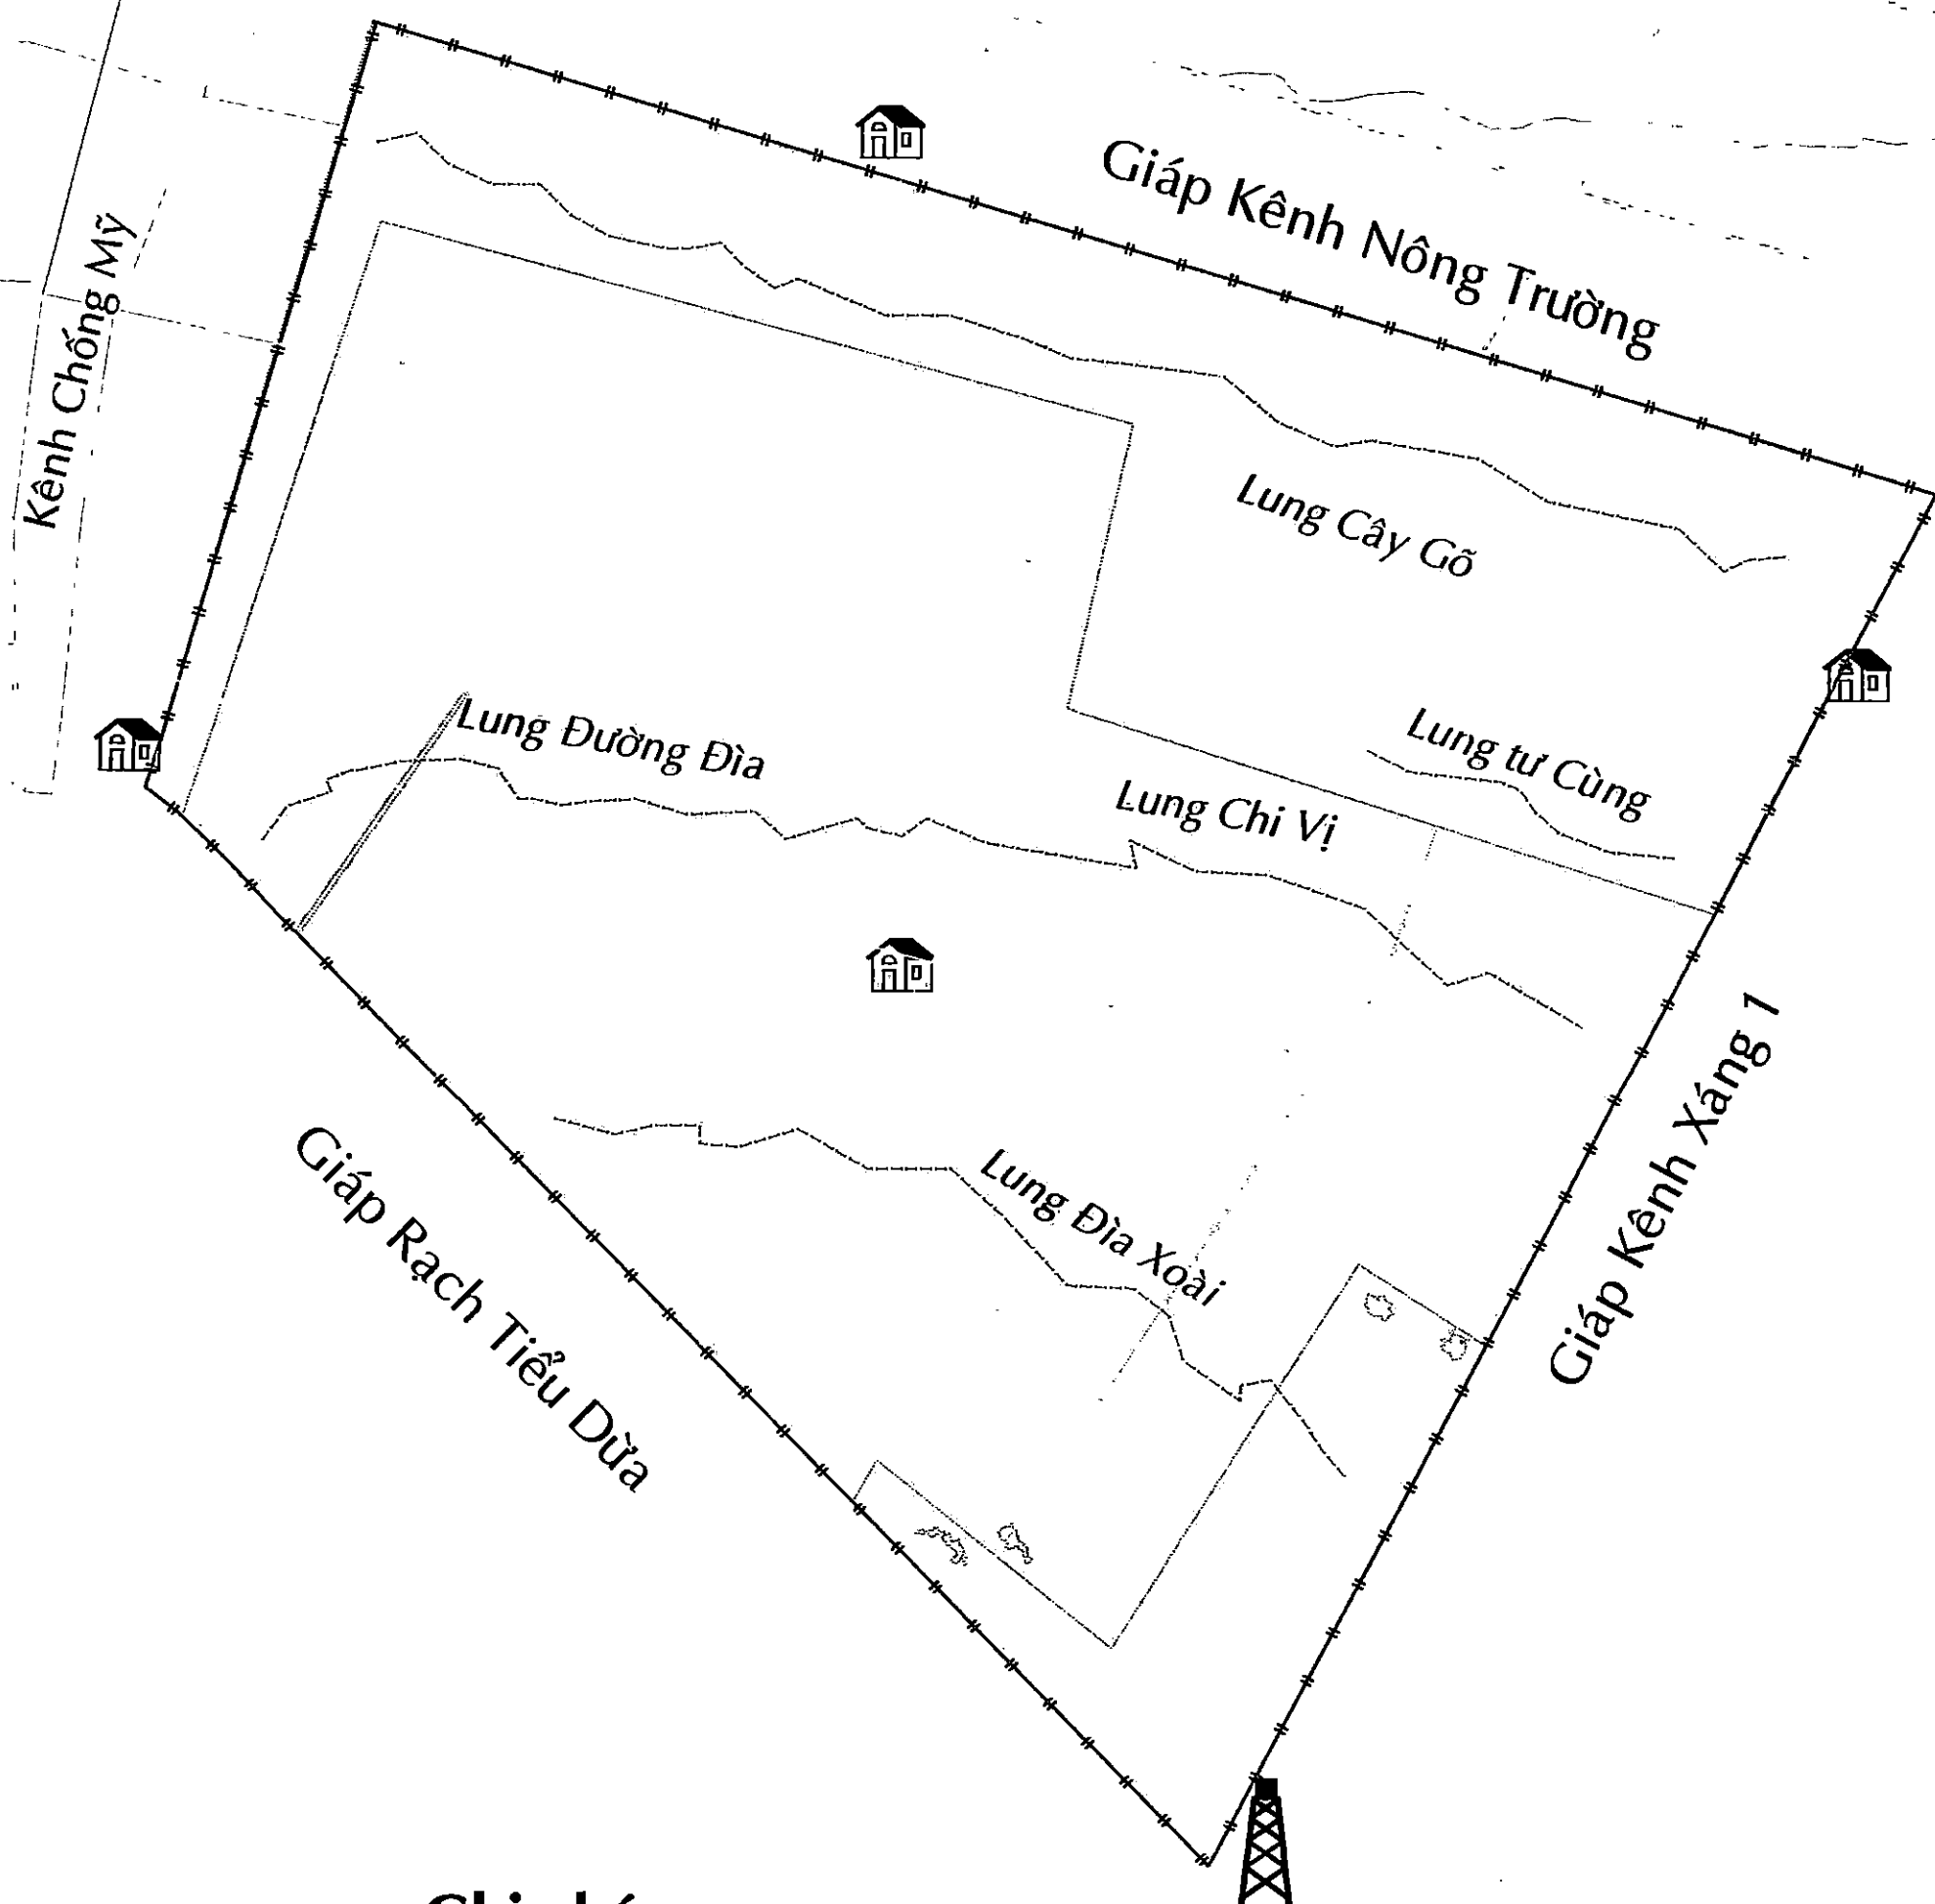 Giáp Kênh Nông Trường
Kênh Chống Mỹ
Lung Cây Gõ
Lung Đường Đìa
Lung tư Cùng
Lung Chi Vị
Giáp Kênh Xáng 1
Lung Đìa Xoài
Giáp Rạch Tiểu Dừa